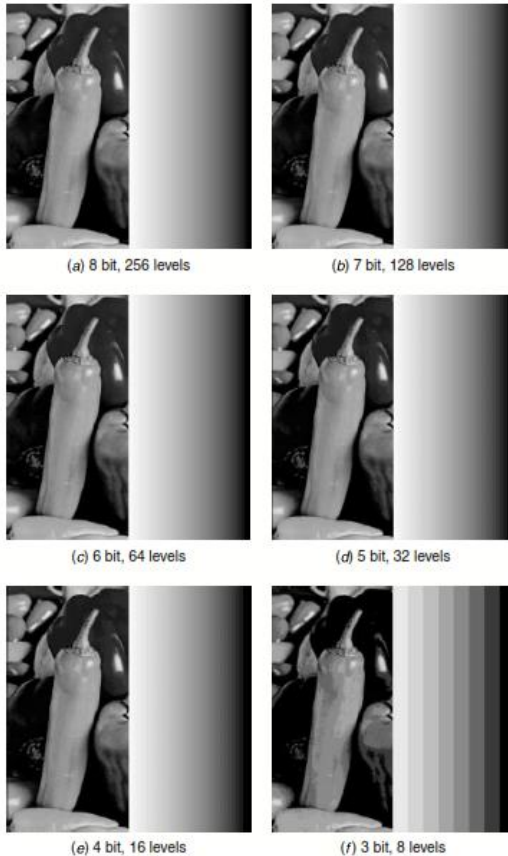 (a) 8 bit, 256 levels
(b) 7 bit, 128 levels
(c) 6 bit, 64 levels
(d) 5 bit, 32 levels
(e) 4 bit, 16 levels
(f) 3 bit, 8 levels